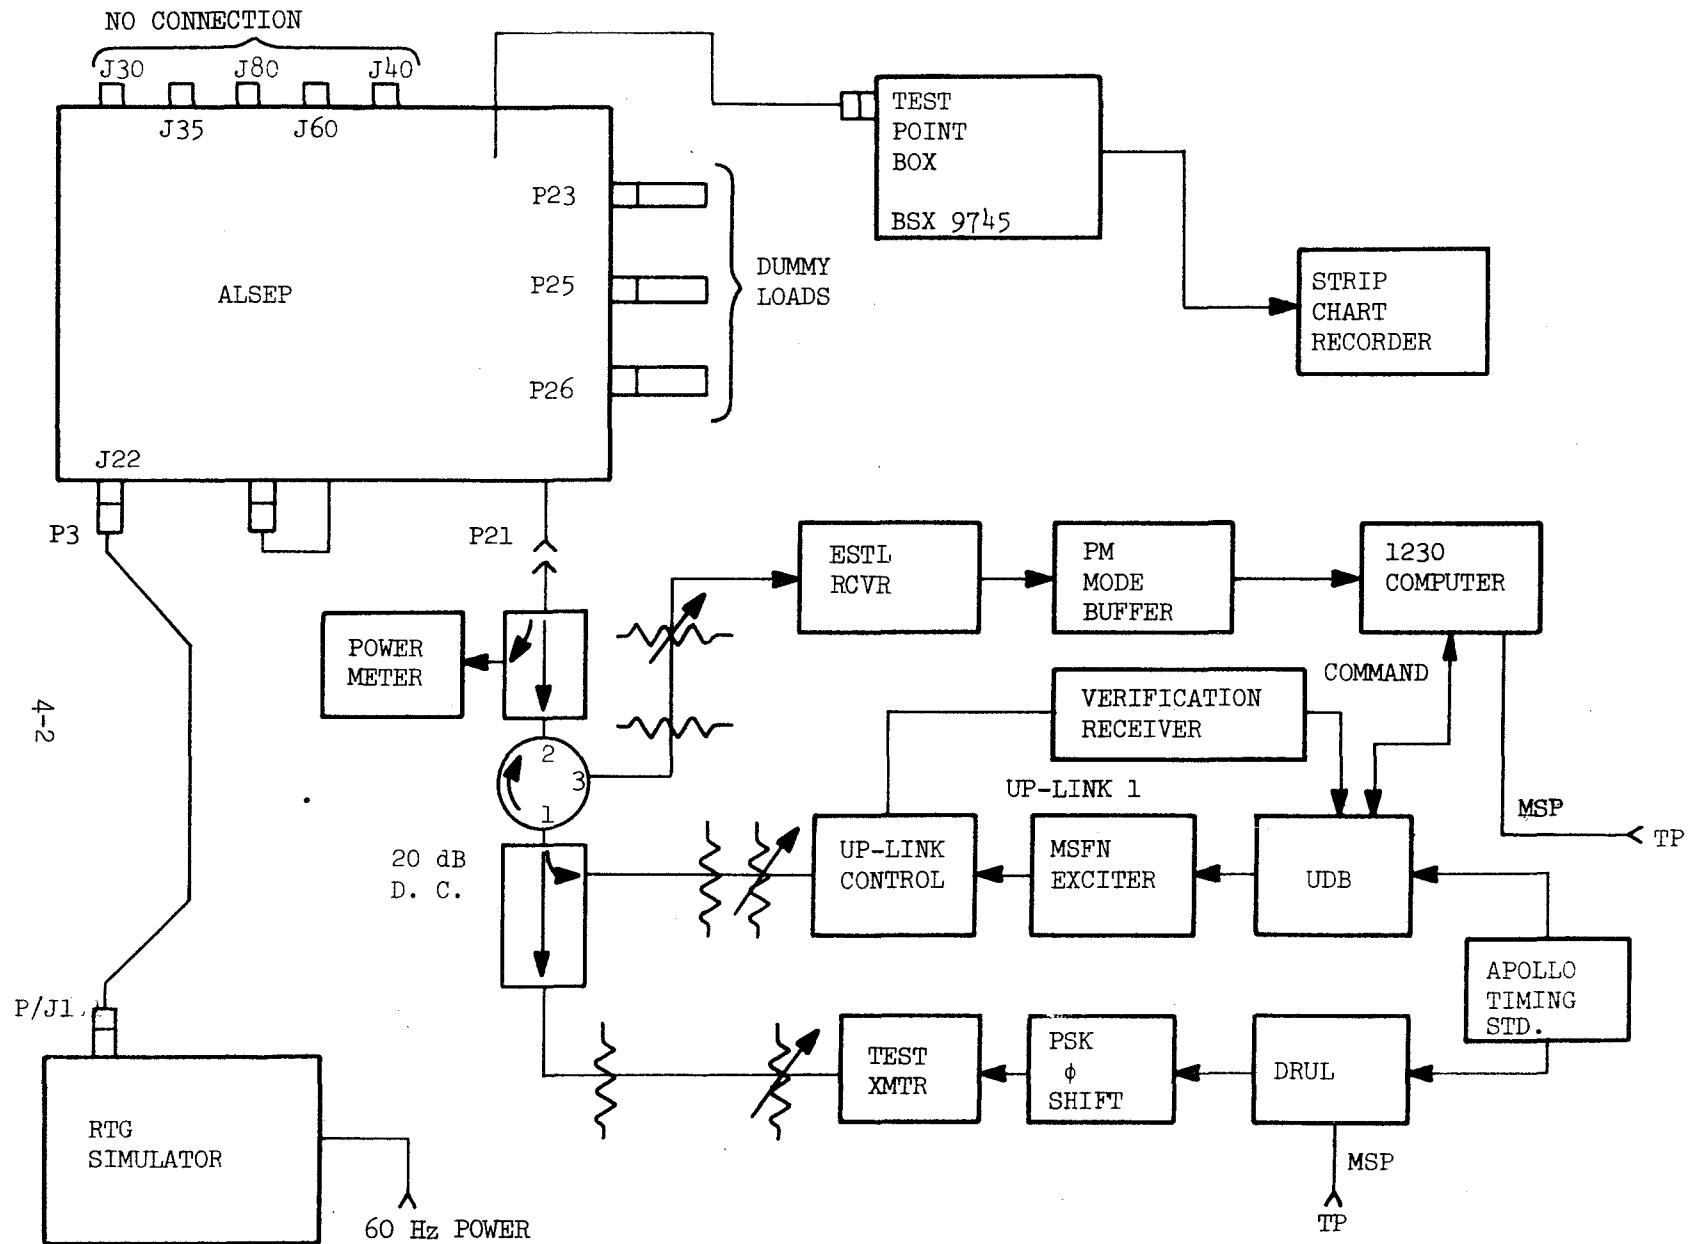 NO CONNECTION
J30
J80
J40
J35
J60
TEST
POINT
BOX
BSX 9745
P23
P25
P26
DUMMY
LOADS
ALSEP
STRIP
CHART
RECORDER
J22
P3
P21
ESTL
RCVR
PM
MODE
BUFFER
1230
COMPUTER
POWER
METER
COMMAND
VERIFICATION
RECEIVER
4-2
2
3
1
UP-LINK 1
MSP
TP
20 dB
D. C.
UP-LINK
CONTROL
MSFN
EXCITER
UDB
APOLLO
TIMING
STD.
P/J1
TEST
XMTR
PSK
ϕ
SHIFT
DRUL
RTG
SIMULATOR
MSP
TP
60 Hz POWER